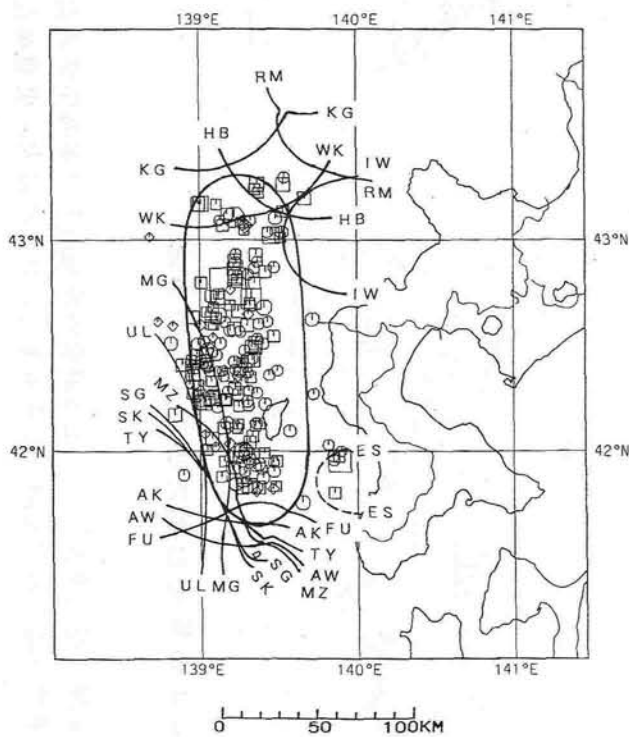 139°E 140°E 141°E
RM
KG
HB
WK
IW
KG
RM
WK
HB
43°N 43°N
MG
IW
UL
SG
MZ
SK
TY
42°N ES 42°N
AK
ES
AW
FU
FU
AK
TY
SG
AW
SK
UL MG
MZ
139°E 140°E 141°E
0 50 100KM